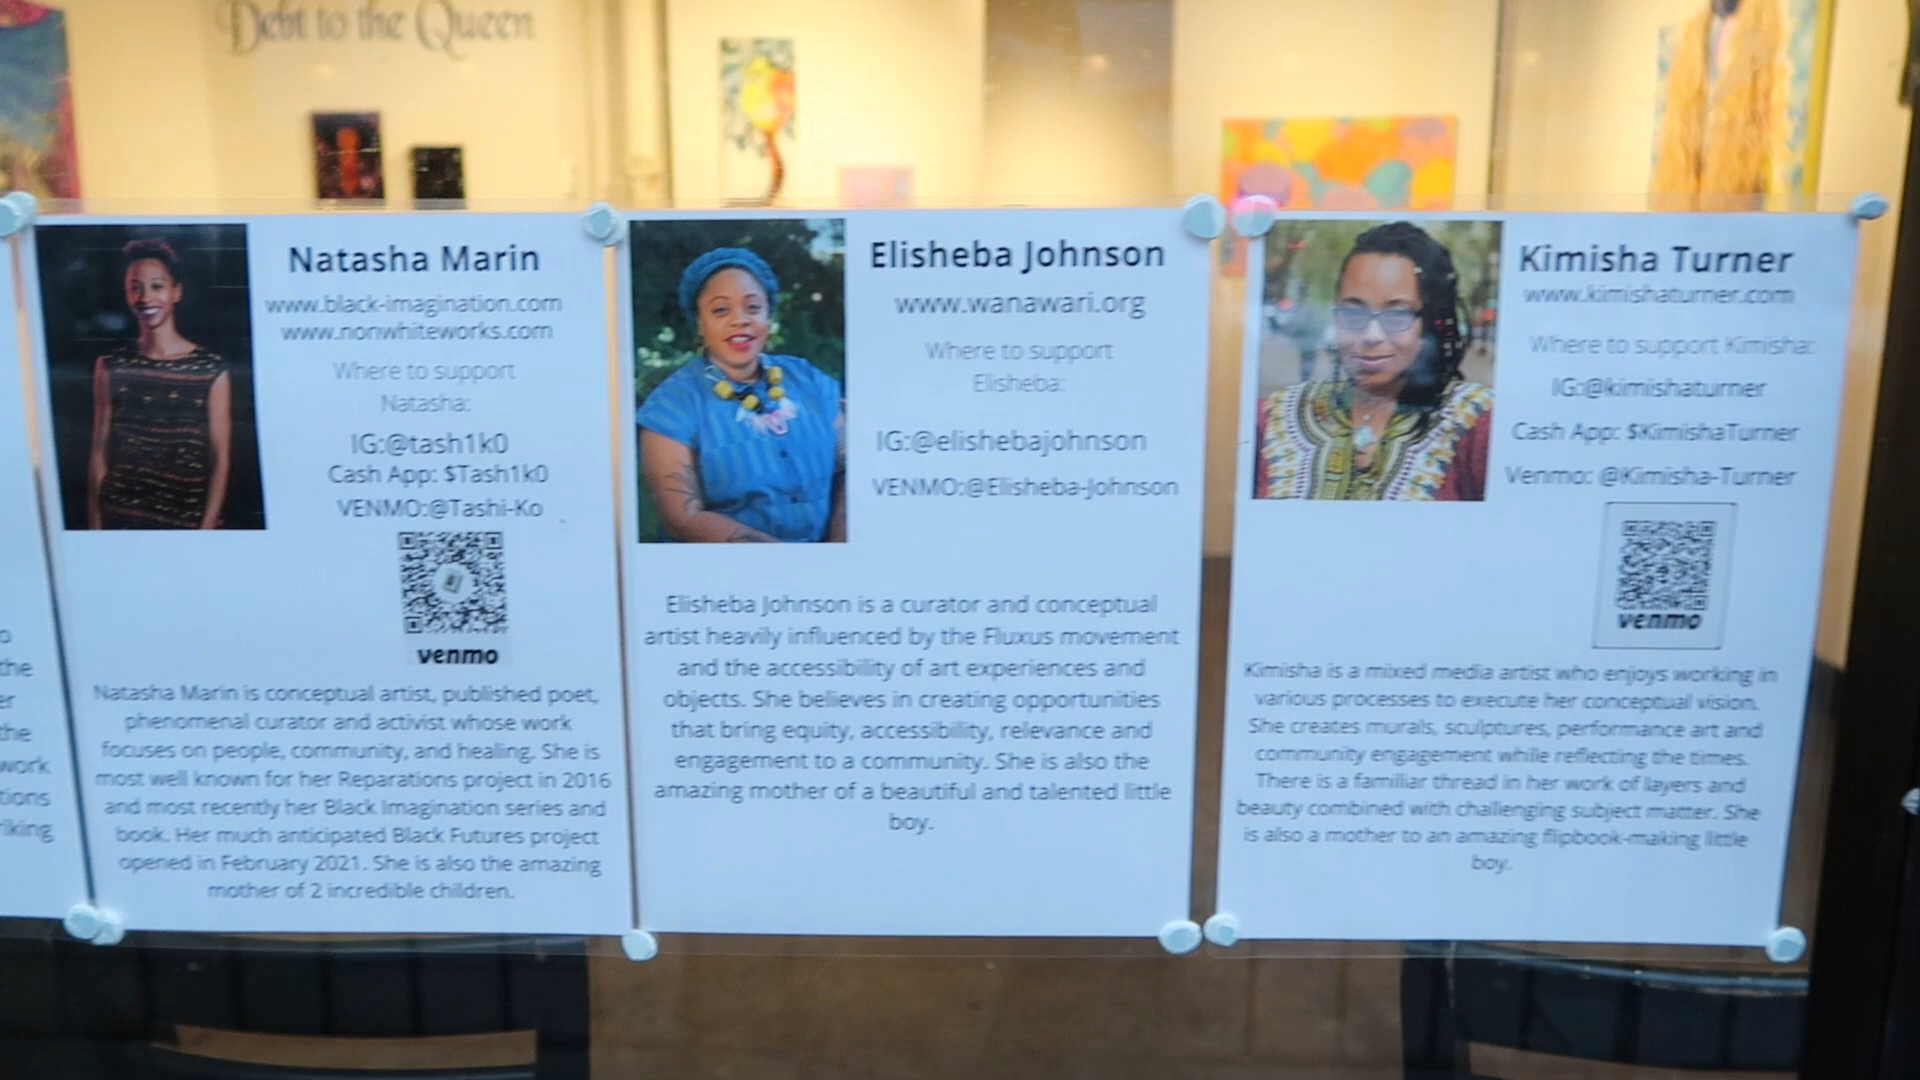 Debt to the Queen
o
the
er
the
work
tions
riking
Natasha Marin
www.black-imagination.com
www.nonwhiteworks.com
Where to support
Natasha:
IG:@tash1k0
Cash App: $Tash1k0
VENMO:@Tashi-Ko
venmo
Natasha Marin is conceptual artist, published poet,
phenomenal curator and activist whose work
focuses on people, community, and healing. She is
most well known for her Reparations project in 2016
and most recently her Black Imagination series and
book. Her much anticipated Black Futures project
opened in February 2021. She is also the amazing
mother of 2 incredible children.
Elisheba Johnson
www.wanawari.org
Where to support
Elisheba:
IG:@elishebajohnson
VENMO:@Elisheba-Johnson
Elisheba Johnson is a curator and conceptual
artist heavily influenced by the Fluxus movement
and the accessibility of art experiences and
objects. She believes in creating opportunities
that bring equity, accessibility, relevance and
engagement to a community. She is also the
amazing mother of a beautiful and talented little
boy.
Kimisha Turner
www.kimishaturner.com
Where to support Kimisha:
IG:@kimishaturner
Cash App: $KimishaTurner
Venmo: @Kimisha-Turner
venmo
Kimisha is a mixed media artist who enjoys working in
various processes to execute her conceptual vision.
She creates murals, sculptures, performance art and
community engagement while reflecting the times.
There is a familiar thread in her work of layers and
beauty combined with challenging subject matter. She
is also a mother to an amazing flipbook-making little
boy.